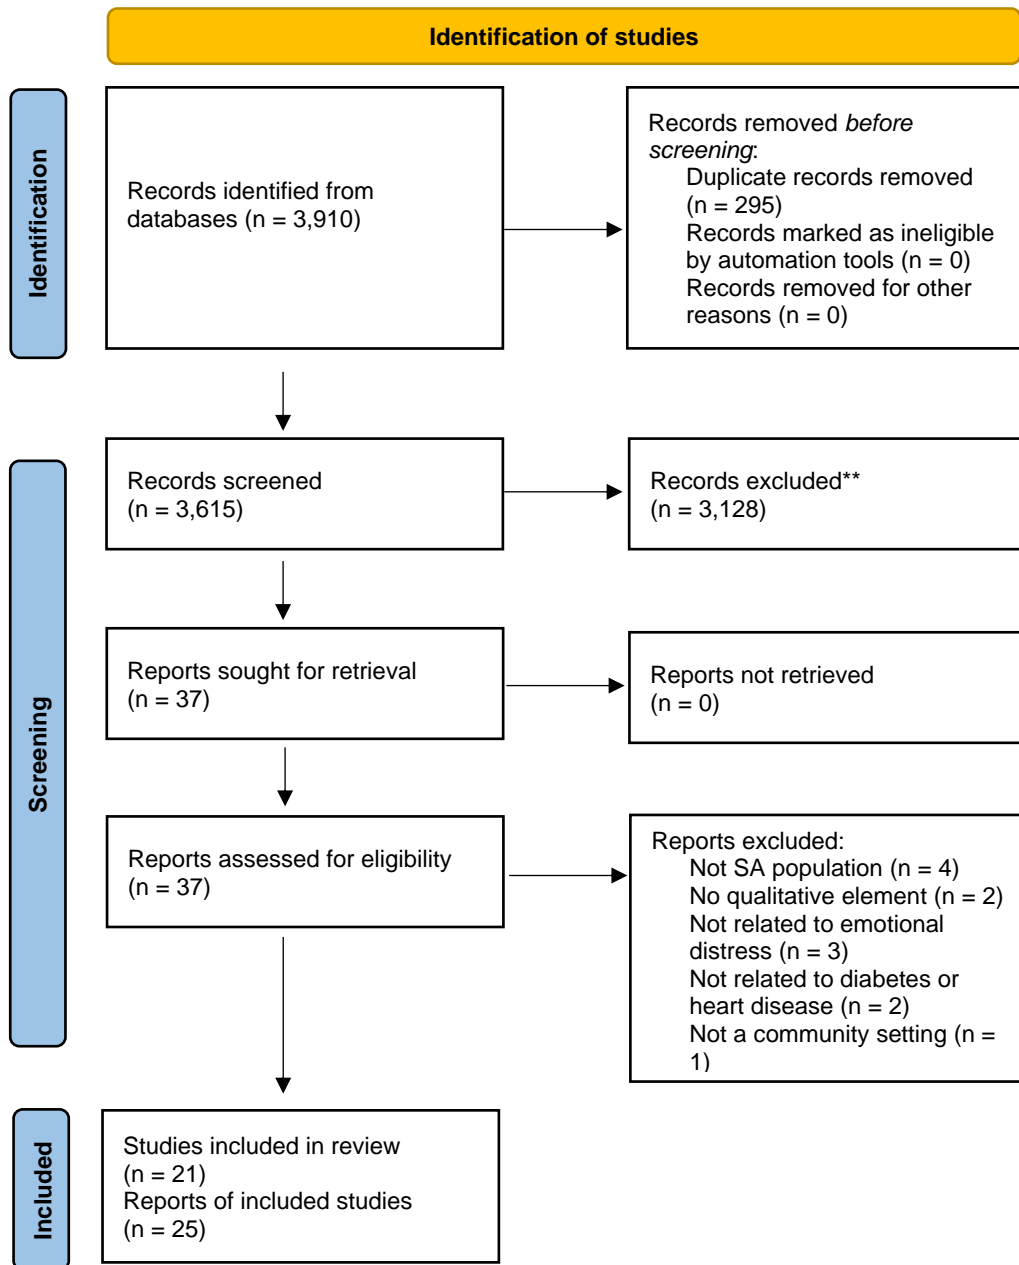 Identification of studies
Identification
Records identified from
databases (n = 3,910)
Records removed before
screening:
Duplicate records removed
(n = 295)
Records marked as ineligible
by automation tools (n = 0)
Records removed for other
reasons (n = 0)
Screening
Records screened
(n = 3,615)
Records excluded**
(n = 3,128)
Reports sought for retrieval
(n = 37)
Reports not retrieved
(n = 0)
Reports assessed for eligibility
(n = 37)
Reports excluded:
Not SA population (n = 4)
No qualitative element (n = 2)
Not related to emotional
distress (n = 3)
Not related to diabetes or
heart disease (n = 2)
Not a community setting (n =
1)
Included
Studies included in review
(n = 21)
Reports of included studies
(n = 25)